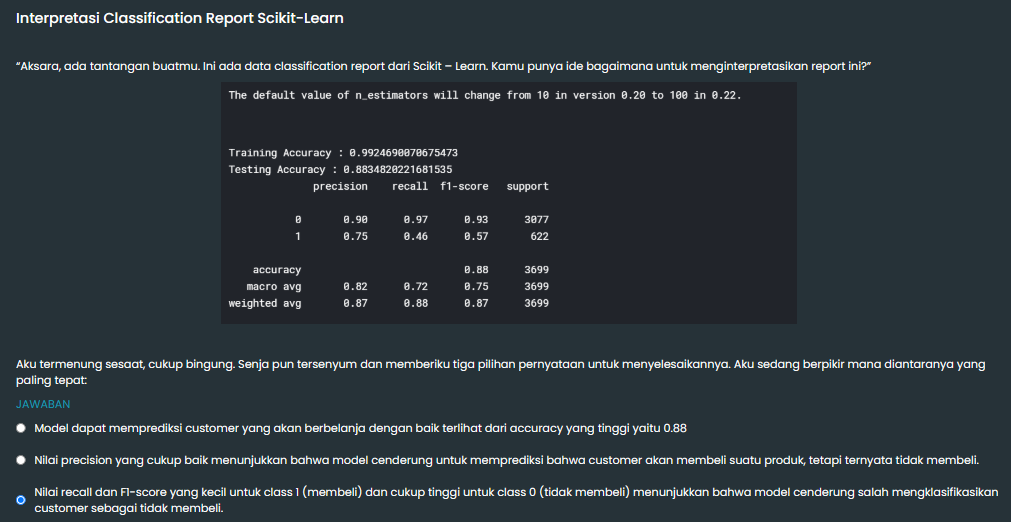 Interpretasi Classification Report Scikit-Learn
“Aksara, ada tantangan buatmu. Ini ada data classification report dari Scikit – Learn. Kamu punya ide bagaimana untuk menginterpretasikan report ini?”
The default value of n_estimators will change from 10 in version 0.20 to 100 in 0.22.
Training Accuracy : 0.9924690070675473
Testing Accuracy : 0.8834820221681535
precision recall f1-score support
0 0.90 0.97 0.93 3077
1 0.75 0.46 0.57 622
accuracy 0.88 3699
macro avg 0.82 0.72 0.75 3699
weighted avg 0.87 0.88 0.87 3699
Aku termenung sesaat, cukup bingung. Senja pun tersenyum dan memberiku tiga pilihan pernyataan untuk menyelesaikannya. Aku sedang berpikir mana diantaranya yang
paling tepat:
JAWABAN
Model dapat memprediksi customer yang akan berbelanja dengan baik terlihat dari accuracy yang tinggi yaitu 0.88
Nilai precision yang cukup baik menunjukkan bahwa model cenderung untuk memprediksi bahwa customer akan membeli suatu produk, tetapi ternyata tidak membeli.
Nilai recall dan F1-score yang kecil untuk class 1 (membeli) dan cukup tinggi untuk class 0 (tidak membeli) menunjukkan bahwa model cenderung salah mengklasifikasikan
customer sebagai tidak membeli.